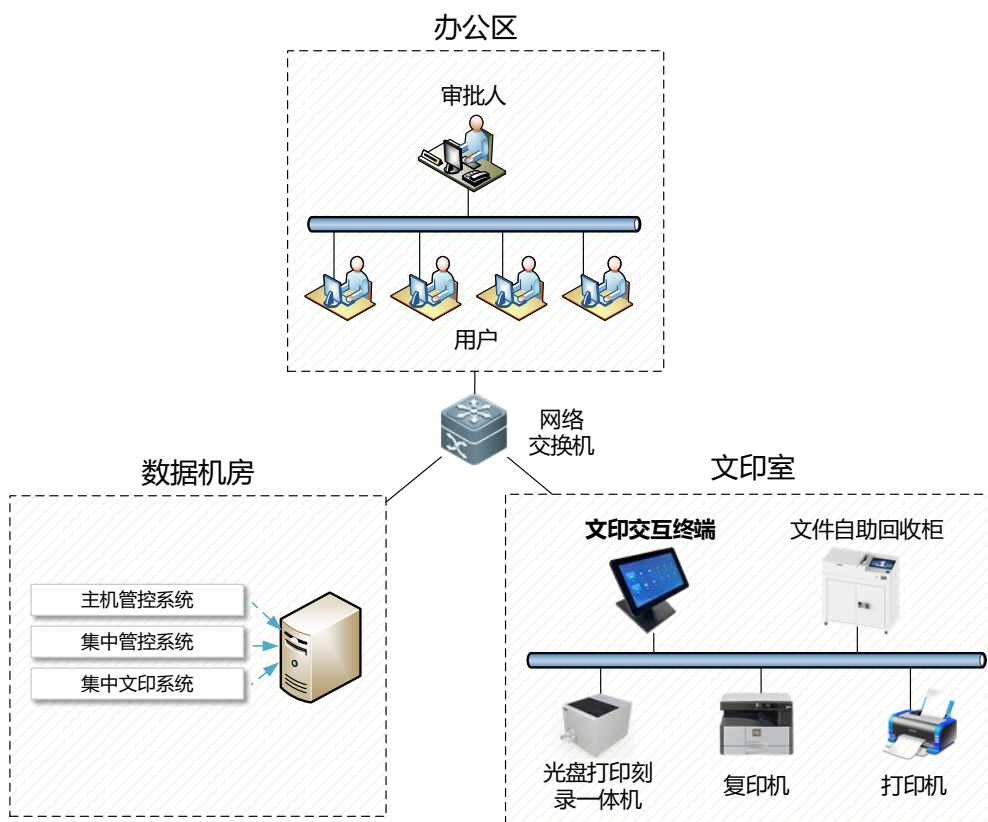 办公区
审批人
用户
网络
交换机
数据机房
主机管控系统
集中管控系统
集中文印系统
文印室
文印交互终端
文件自助回收柜
光盘打印刻
录一体机
复印机
打印机